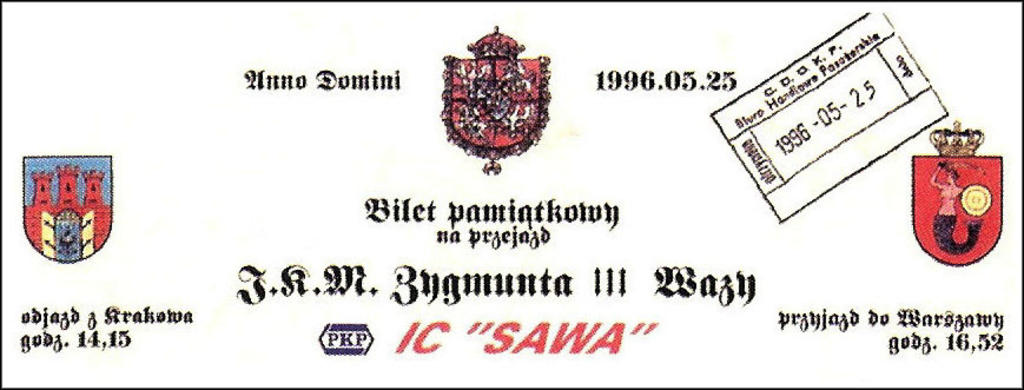 Anno Domini
1996.05.25
C.D.O.K.P.
Biuro Handlowe Pasażerskie
1996-05-25
Bilet pamiątkowy
na przejazd
J.K.M. Zygmunta III Wazy
odjazd z Krakowa
godz. 14,15
PKP IC "SAWA"
przyjazd do Warszawy
godz. 16,52